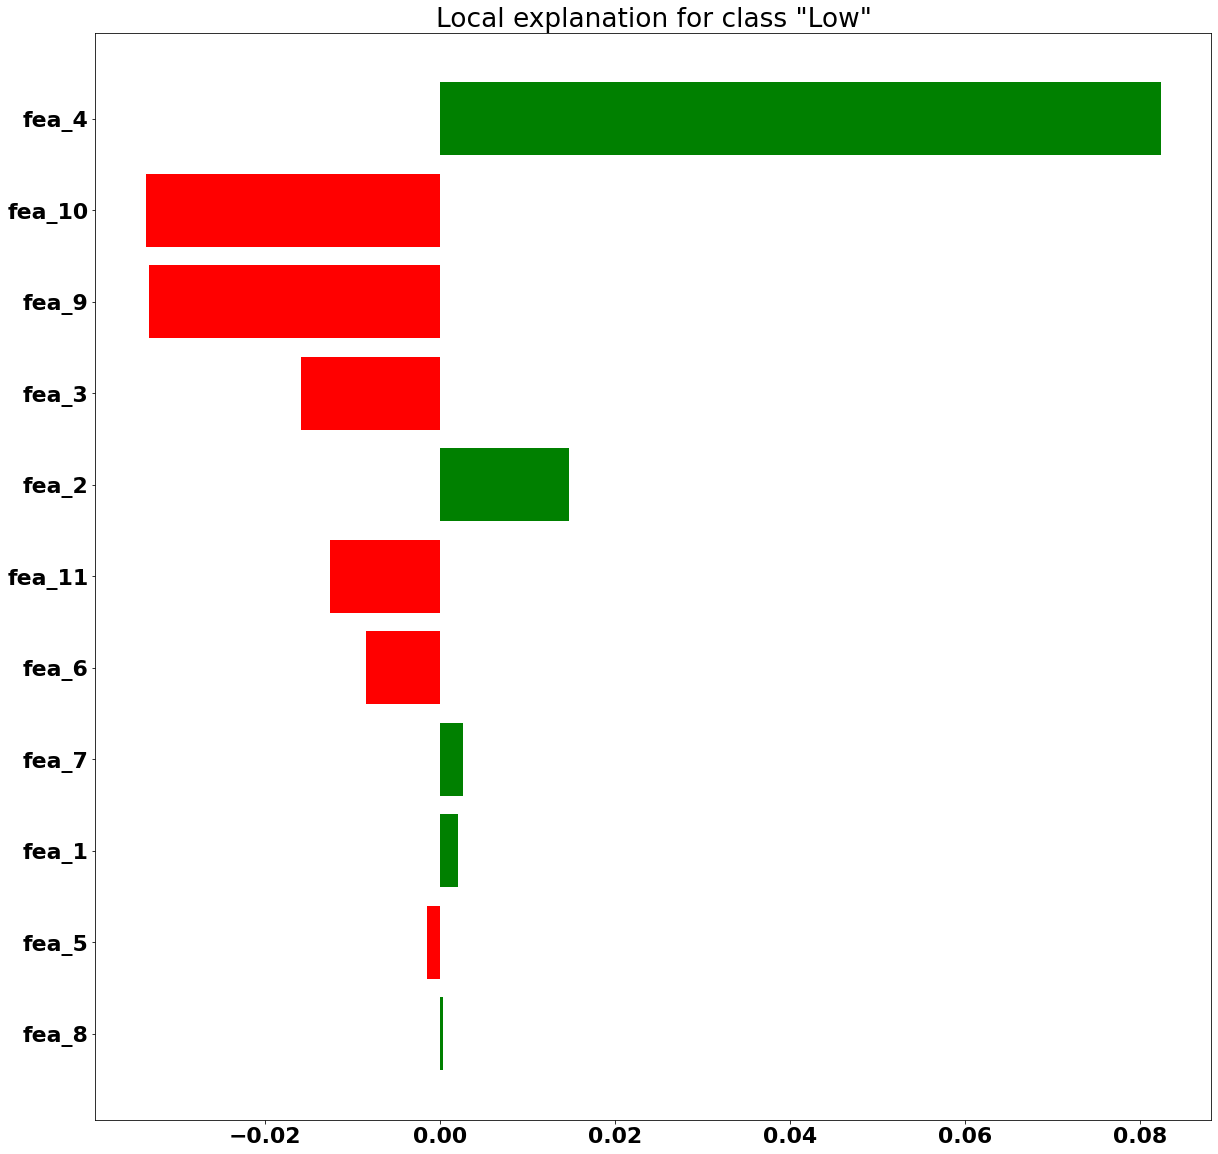 Local explanation for class "Low"
fea_4
fea_10
fea_9
fea_3
fea_2
fea_11
fea_6
fea_7
fea_1
fea_5
fea_8
−0.02 0.00 0.02 0.04 0.06 0.08